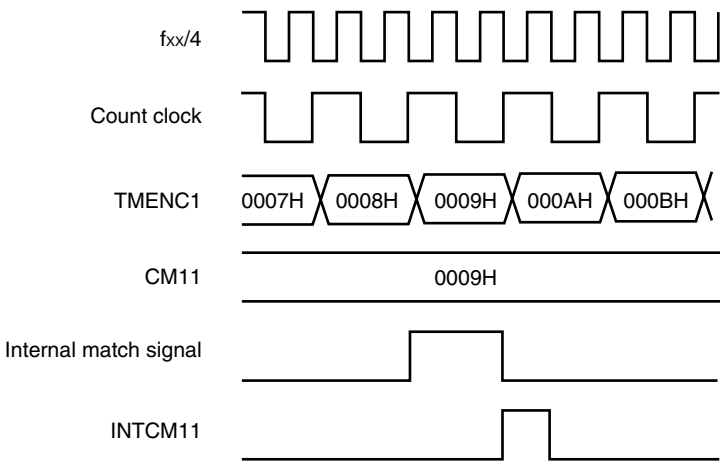 fxx/4
Count clock
TMENC1 0007H 0008H 0009H 000AH 000BH
CM11 0009H
Internal match signal
INTCM11